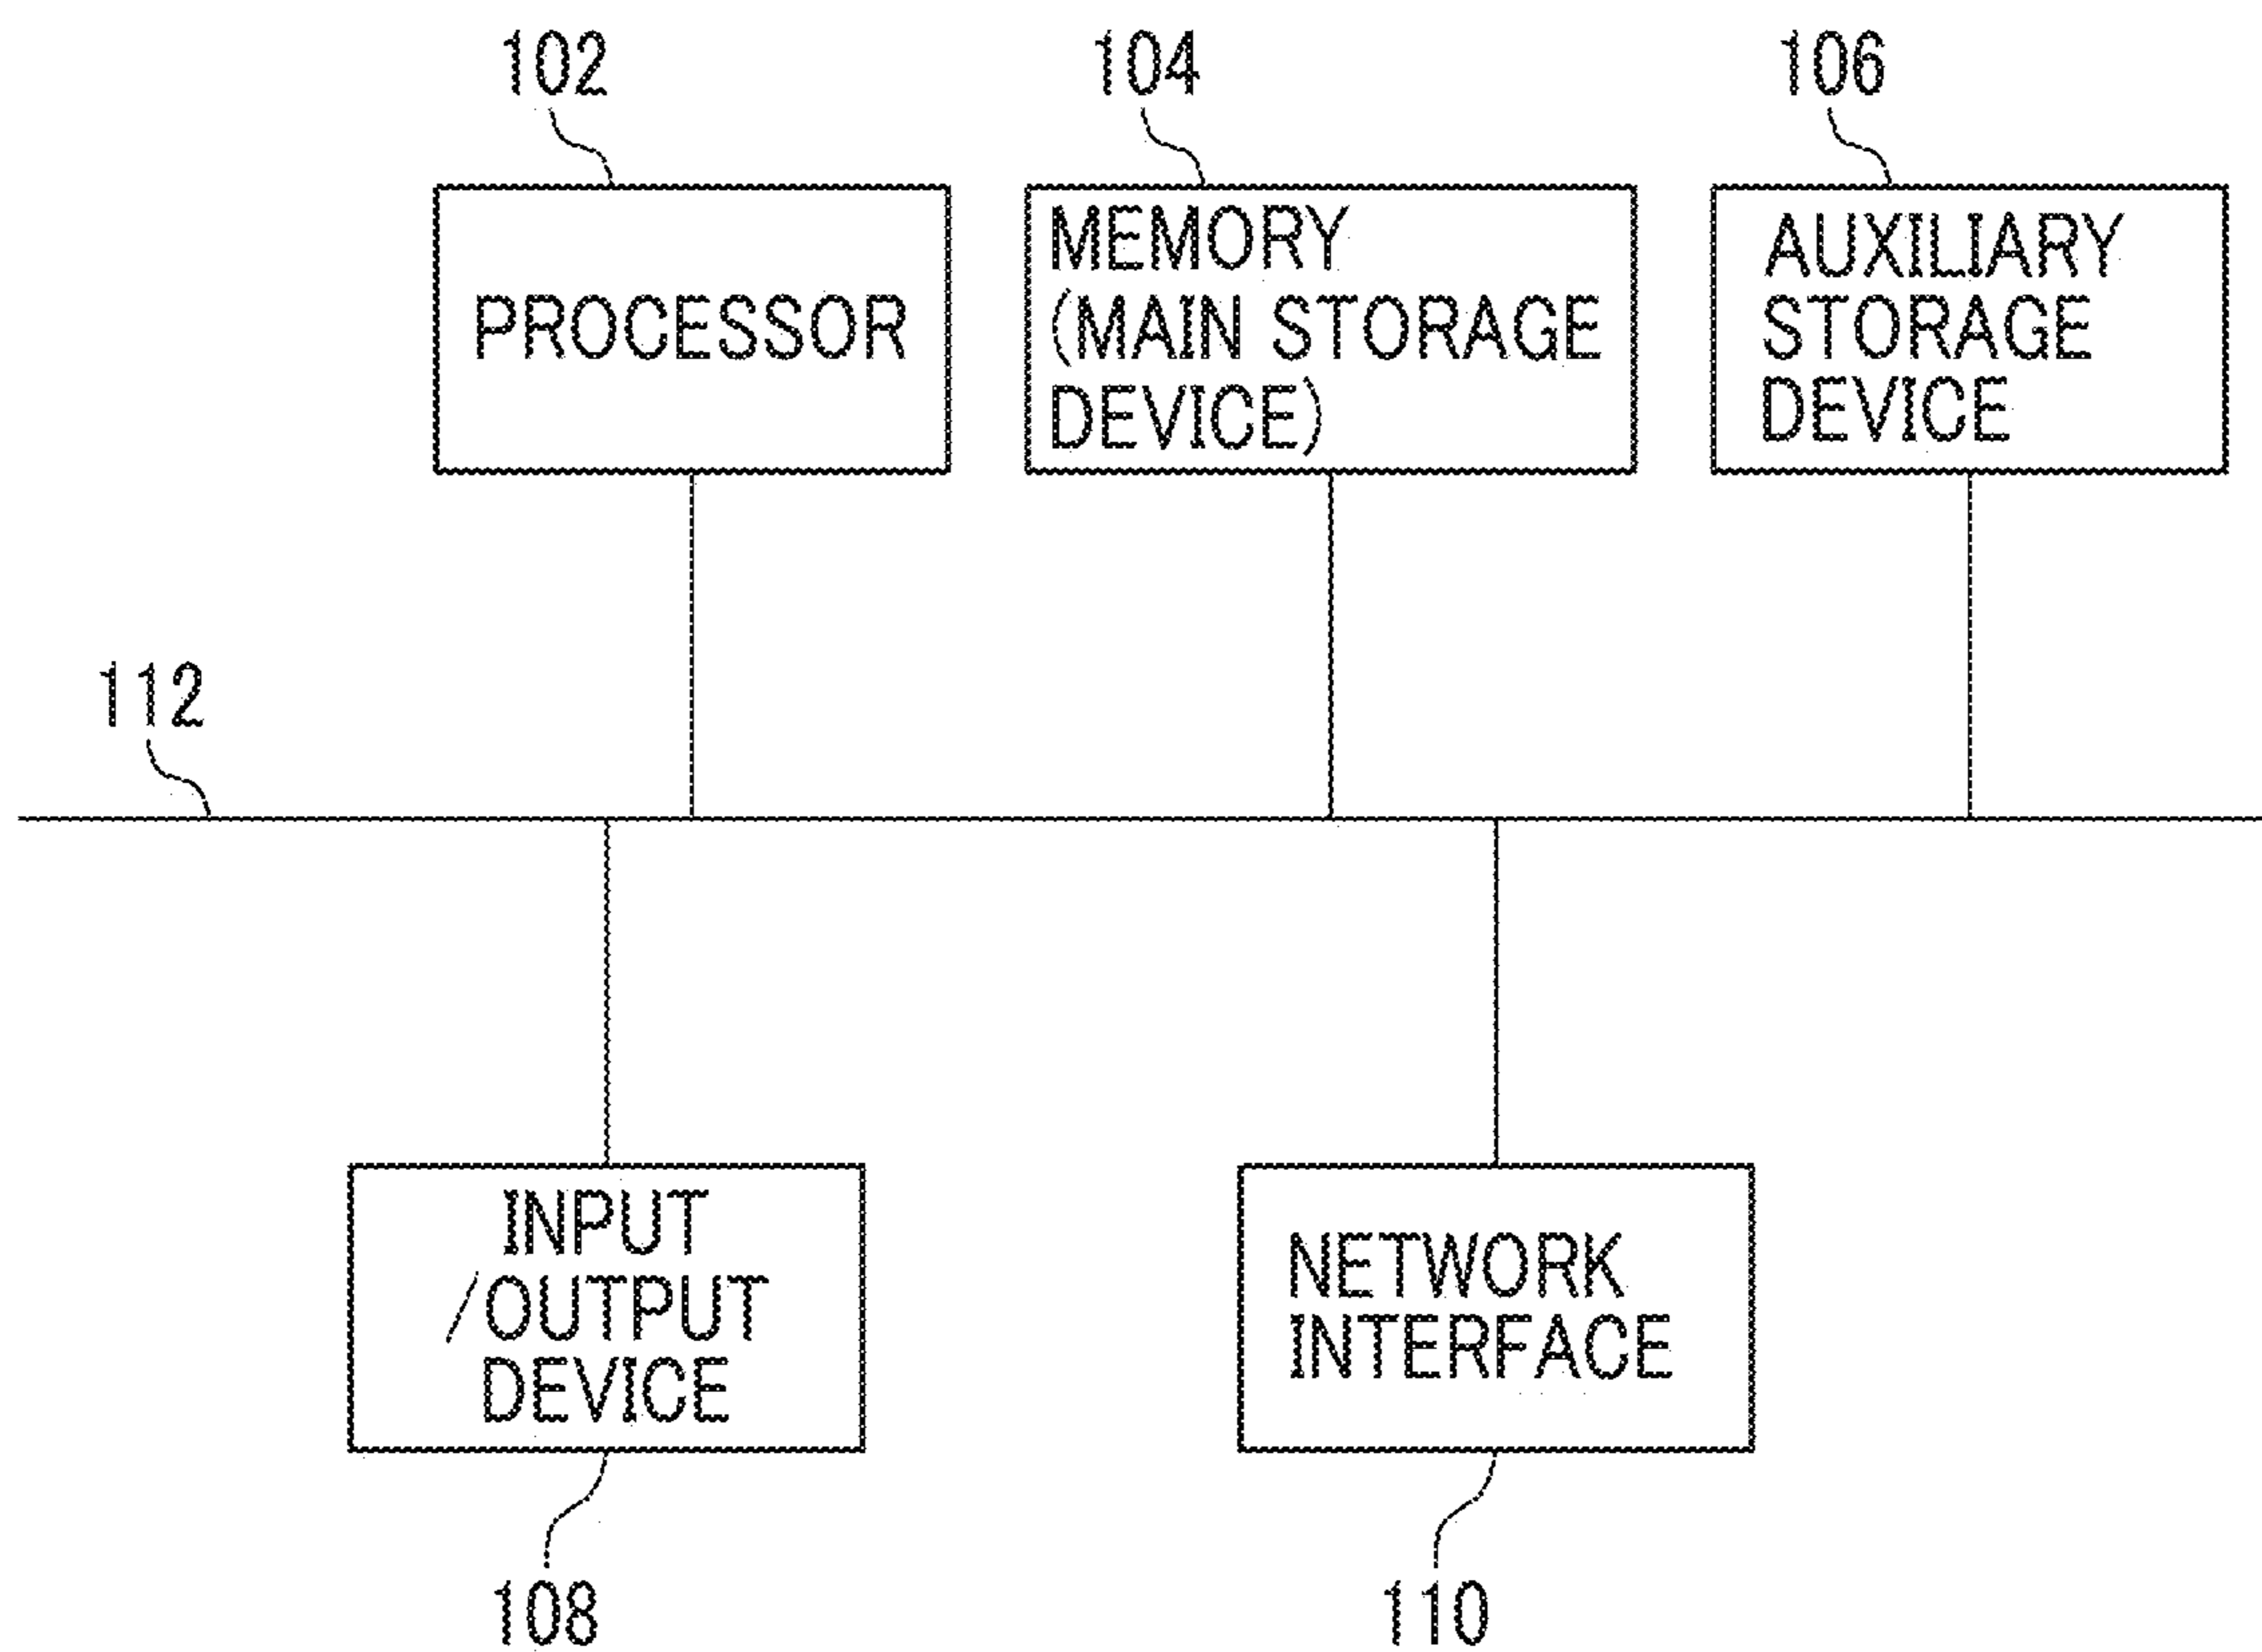 102
104
106
PROCESSOR
MEMORY
(MAIN STORAGE
DEVICE)
AUXILIARY
STORAGE
DEVICE
112
INPUT
/OUTPUT
DEVICE
NETWORK
INTERFACE
108
110